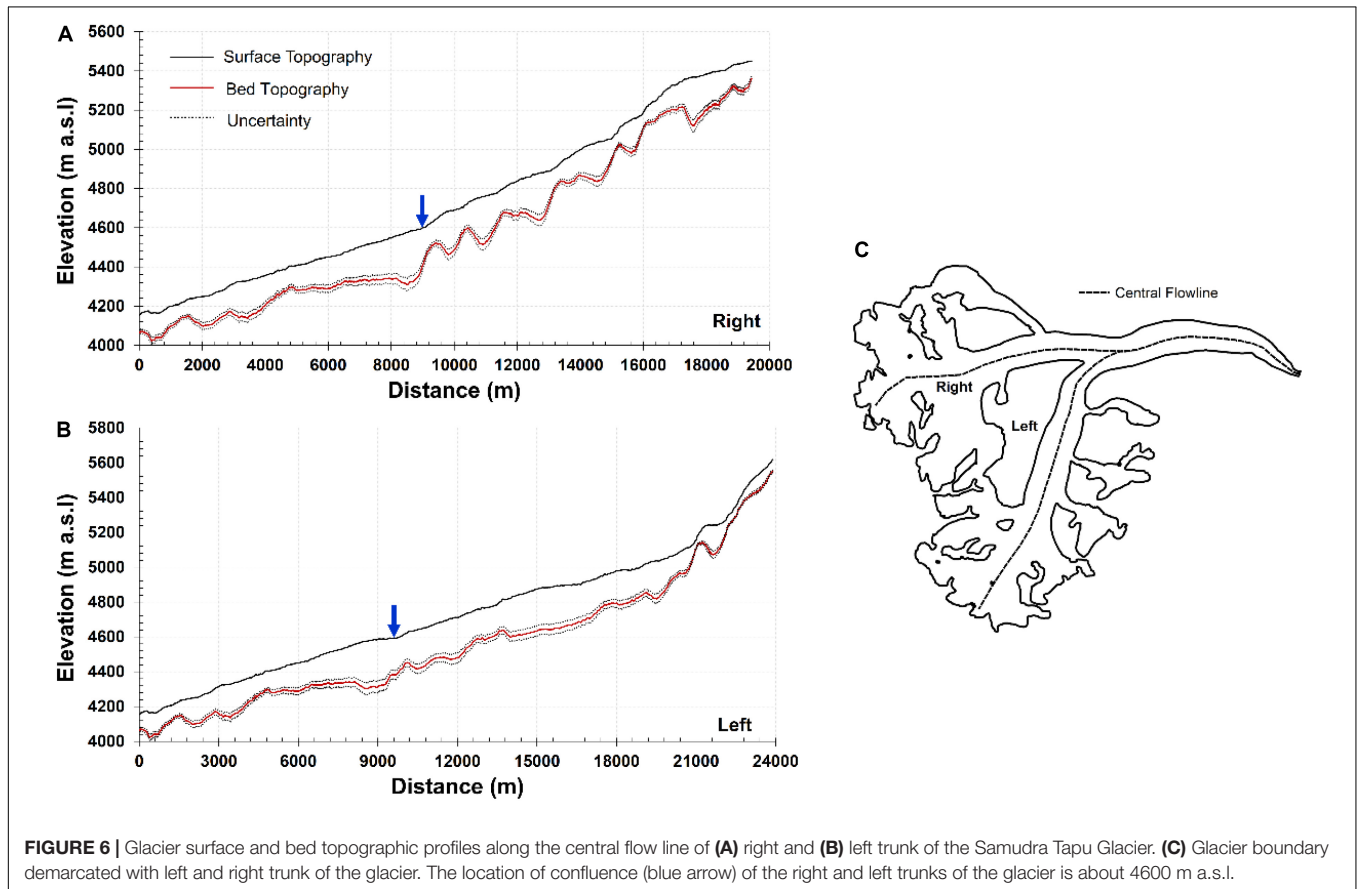 A
5600
5400
5200
5000
4800
4600
4400
4200
4000
Elevation (m a.s.l)
Surface Topography
Bed Topography
Uncertainty
Right
0 2000 4000 6000 8000 10000 12000 14000 16000 18000 20000
Distance (m)
B
5800
5600
5400
5200
5000
4800
4600
4400
4200
4000
Elevation (m a.s.l)
Left
0 3000 6000 9000 12000 15000 18000 21000 24000
Distance (m)
C
Central Flowline
Right
Left
FIGURE 6 | Glacier surface and bed topographic profiles along the central flow line of (A) right and (B) left trunk of the Samudra Tapu Glacier. (C) Glacier boundary
demarcated with left and right trunk of the glacier. The location of confluence (blue arrow) of the right and left trunks of the glacier is about 4600 m a.s.l.